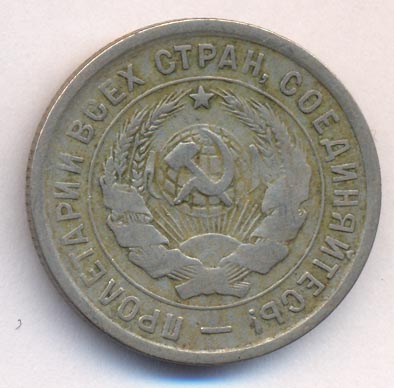 ПРОЛЕТАРИИ ВСЕХ СТРАН, СОЕДИНЯЙТЕСЬ! —